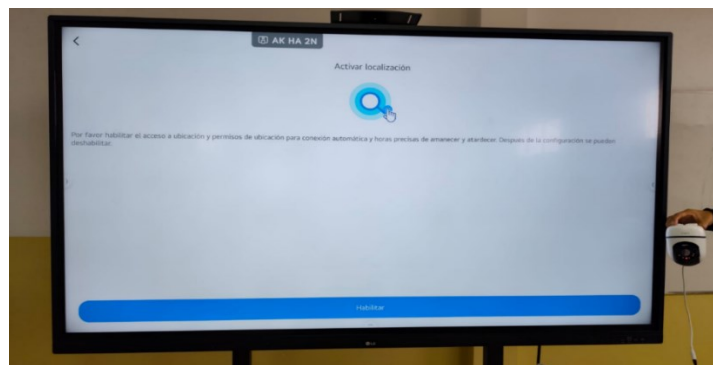 AK HA 2N
Activar localización
Por favor habilitar el acceso a ubicación y permisos de ubicación para conexión automática y horas precisas de amanecer y atardecer. Después de la configuración se pueden
deshabilitar.
Habilitar
LG